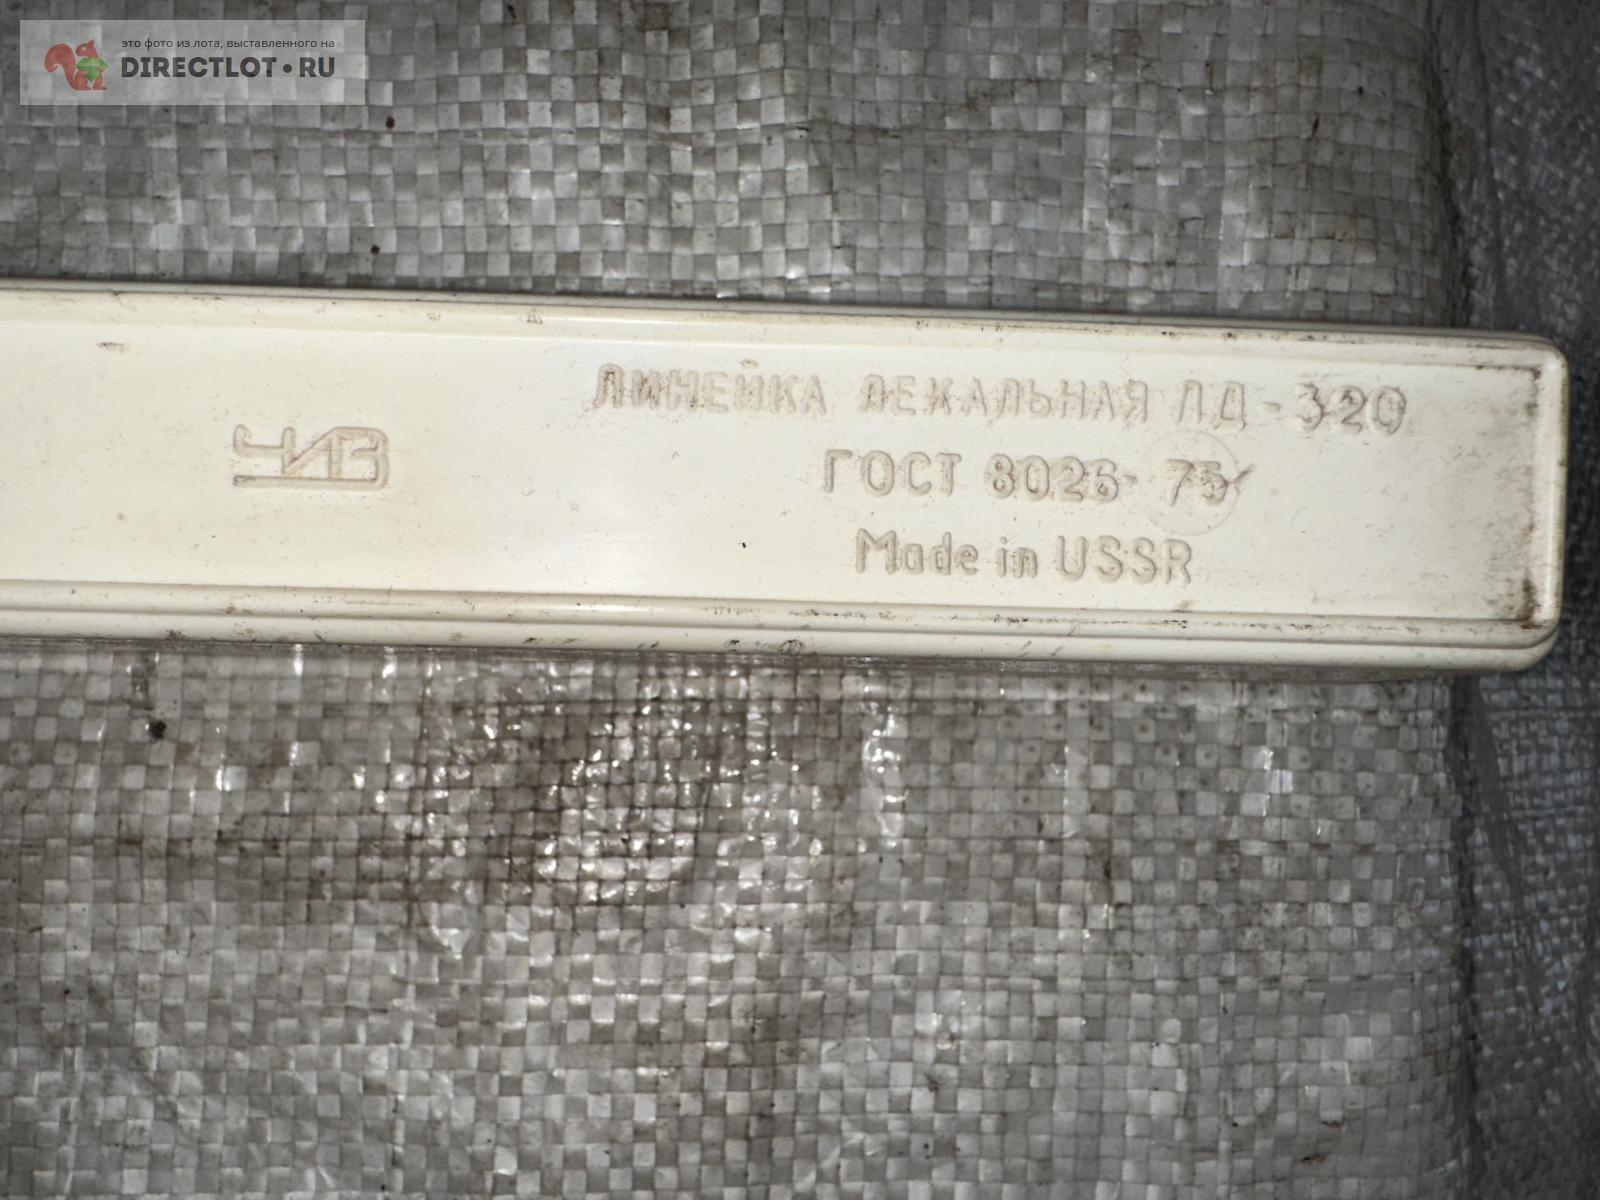 это фото из лота, выставленного на
DIRECTLOT.RU
ЛИНЕЙКА ЛЕКАЛЬНАЯ ЛД-320
ЧИЗ
ГОСТ 8026-75
Made in USSR